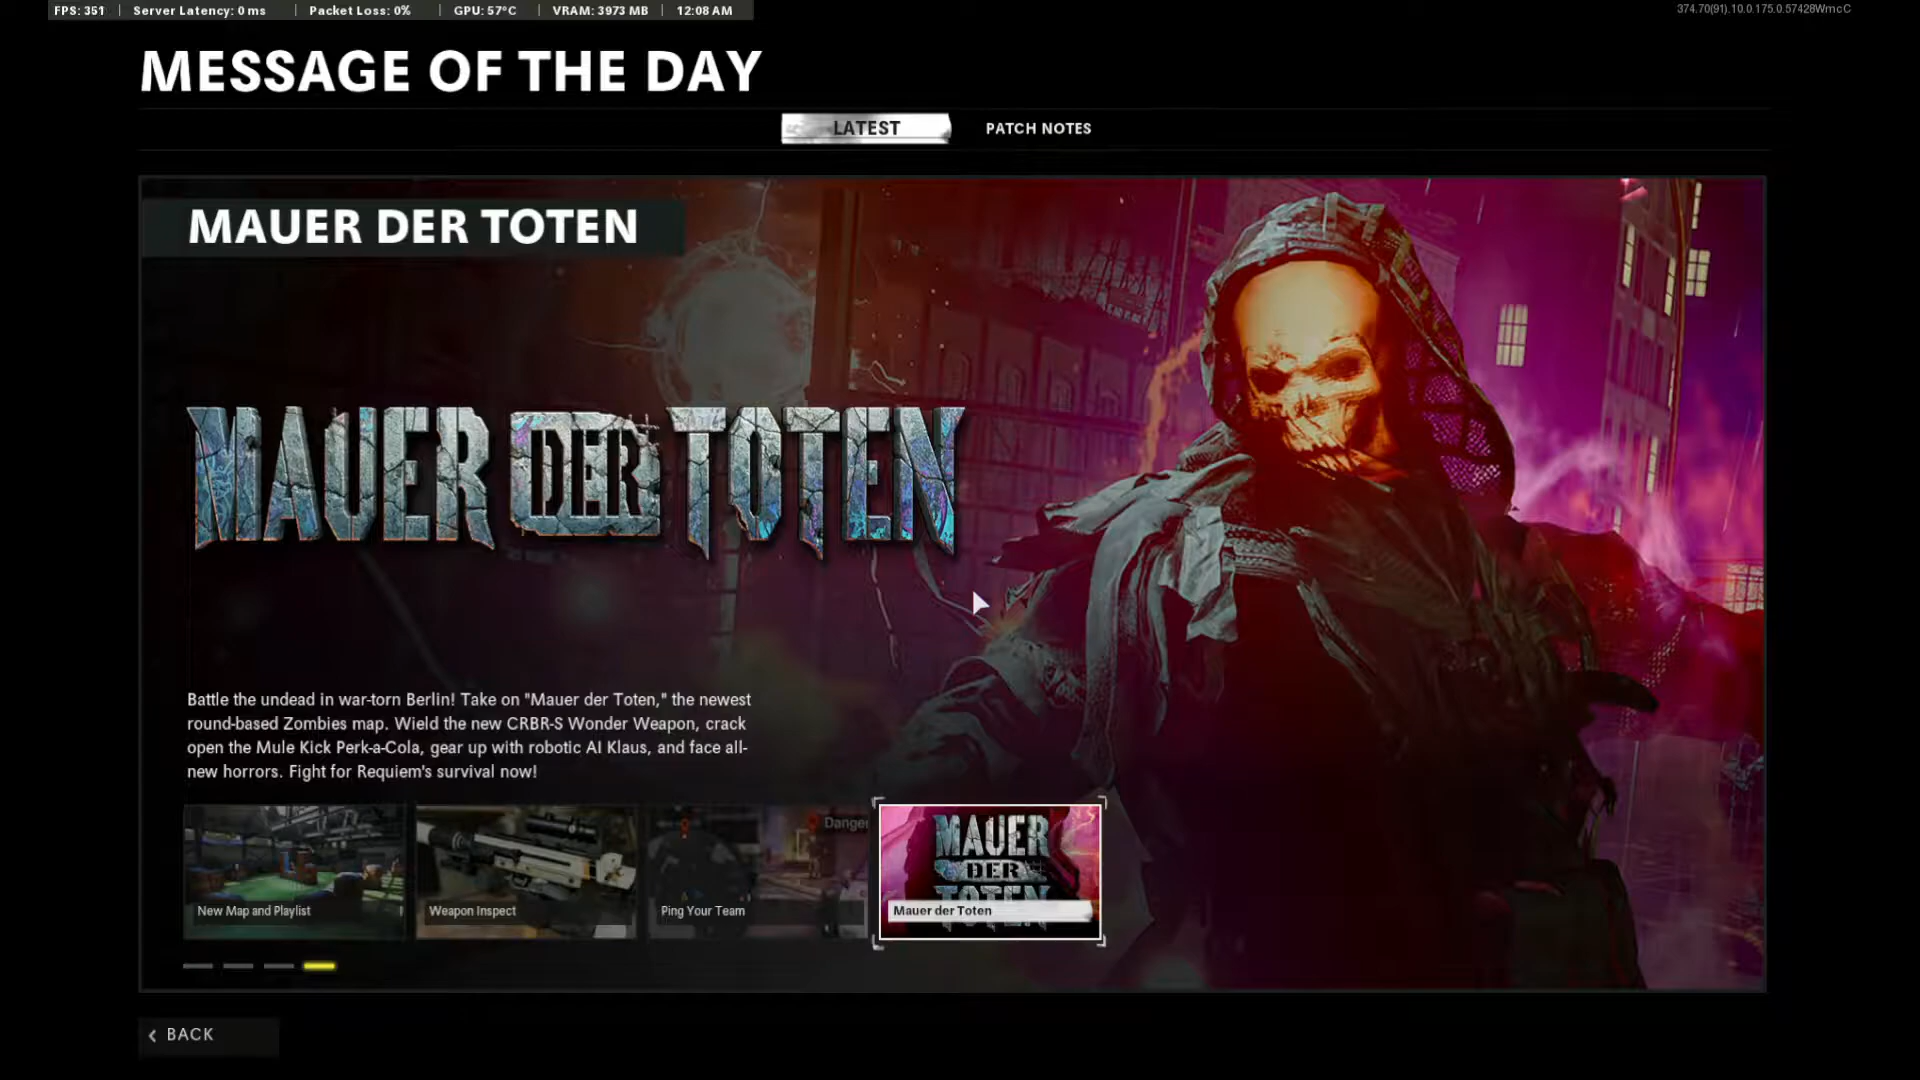 FPS: 351 | Server Latency: 0 ms | Packet Loss: 0% | GPU: 57°C | VRAM: 3973 MB | 12:08 AM
374.70(91).10.0.175.0.57428WmcC
MESSAGE OF THE DAY
LATEST
PATCH NOTES
MAUER DER TOTEN
MAUER DER TOTEN
Battle the undead in war-torn Berlin! Take on "Mauer der Toten," the newest
round-based Zombies map. Wield the new CRBR-S Wonder Weapon, crack
open the Mule Kick Perk-a-Cola, gear up with robotic AI Klaus, and face all-
new horrors. Fight for Requiem's survival now!
Danger
MAUER
DER
TOTEN
New Map and Playlist
Weapon Inspect
Ping Your Team
Mauer der Toten
BACK